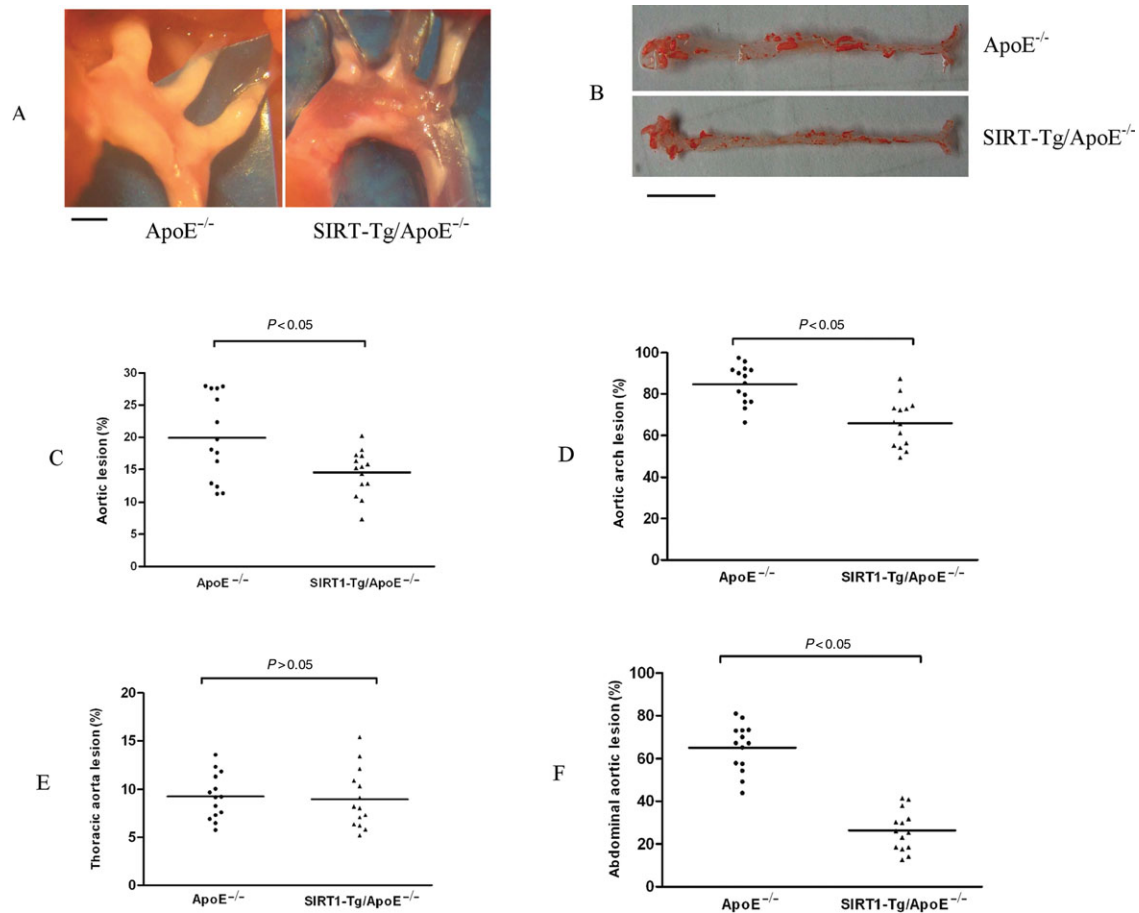 A
ApoE⁻/⁻
SIRT-Tg/ApoE⁻/⁻
B
ApoE⁻/⁻
SIRT-Tg/ApoE⁻/⁻
C
P<0.05
Aortic lesion (%)
30
25
20
15
10
5
0
ApoE⁻/⁻
SIRT1-Tg/ApoE⁻/⁻
D
P<0.05
Aortic arch lesion (%)
100
80
60
40
20
0
ApoE⁻/⁻
SIRT1-Tg/ApoE⁻/⁻
E
P>0.05
Thoracic aorta lesion (%)
20
15
10
5
0
ApoE⁻/⁻
SIRT1-Tg/ApoE⁻/⁻
F
P<0.05
Abdominal aortic lesion (%)
100
80
60
40
20
0
ApoE⁻/⁻
SIRT1-Tg/ApoE⁻/⁻